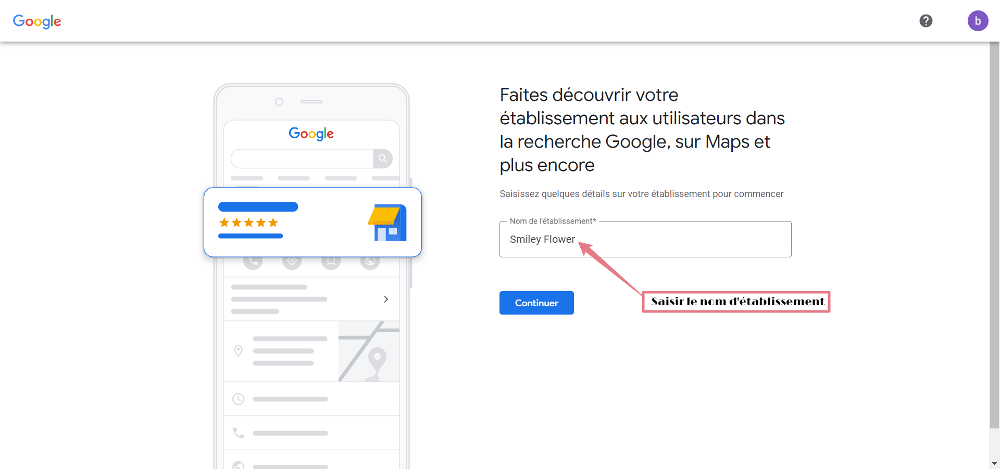 Google
b
Google
Faites découvrir votre
établissement aux utilisateurs dans
la recherche Google, sur Maps et
plus encore
Saisissez quelques détails sur votre établissement pour commencer
Nom de l'établissement*
Smiley Flower
Continuer
Saisir le nom d'établissement